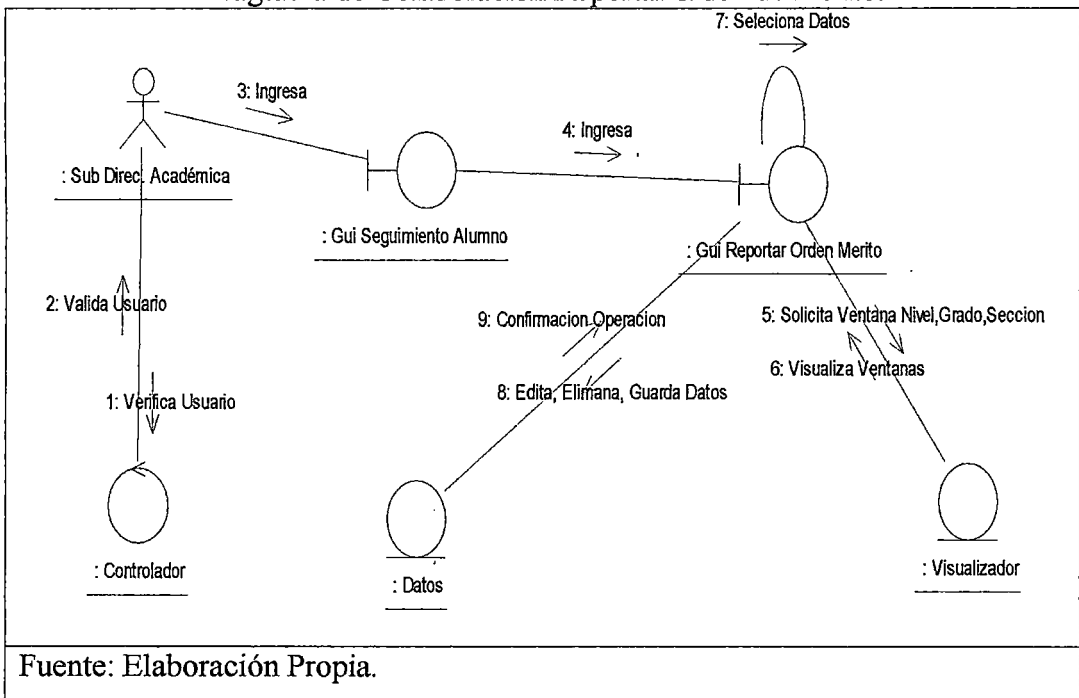 7: Seleciona Datos
3: Ingresa
4: Ingresa
: Sub Direc. Académica
: Gui Seguimiento Alumno
: Gui Reportar Orden Merito
2: Valida Usuario
9: Confirmacion Operacion
5: Solicita Ventana Nivel,Grado,Seccion
6: Visualiza Ventanas
8: Edita, Elimana, Guarda Datos
1: Verifica Usuario
: Controlador
: Datos
: Visualizador
Fuente: Elaboración Propia.